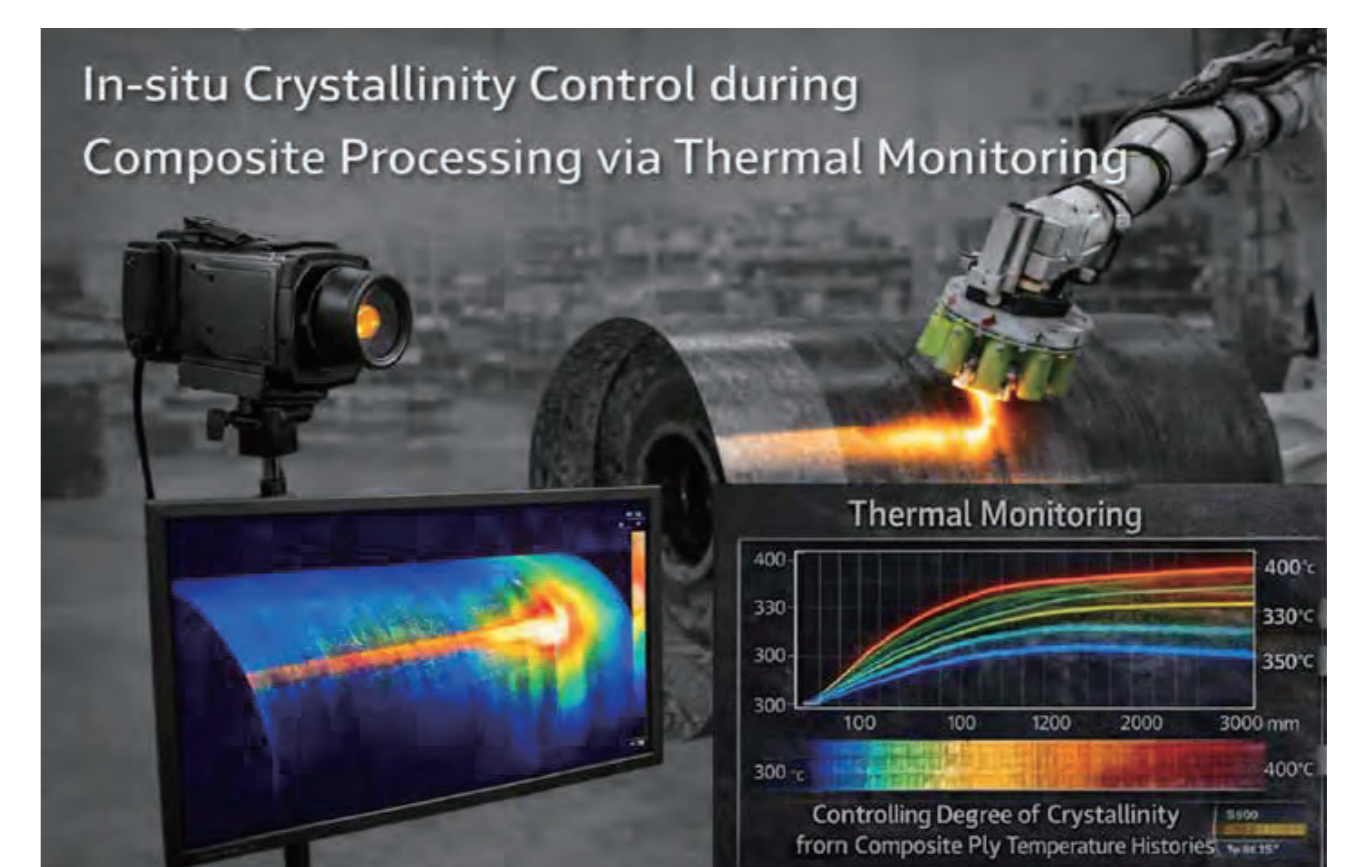 In-situ Crystallinity Control during
Composite Processing via Thermal Monitoring
Thermal Monitoring
400
400°c
330
330°C
300
350°C
300
100 100 1200 2000 3000 mm
300 °c
400°C
Controlling Degree of Crystallinity
from Composite Ply Temperature Histories